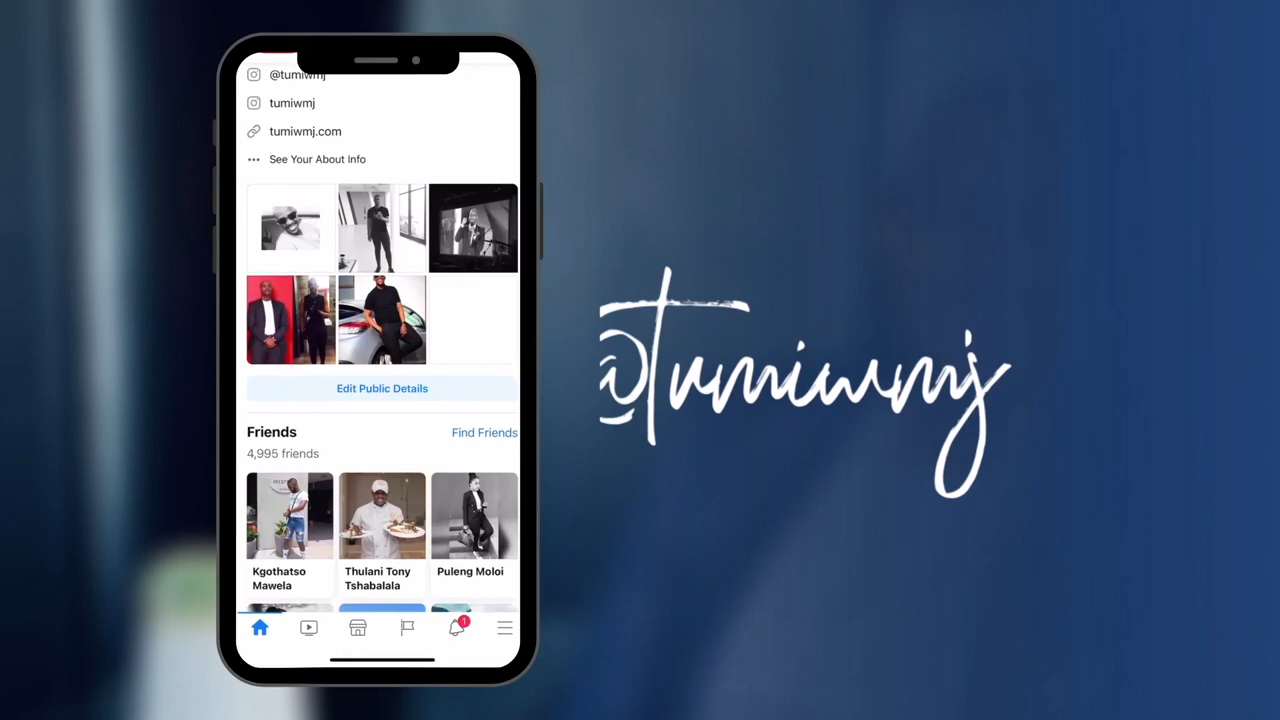 @tumiwmj
tumiwmj
tumiwmj.com
See Your About Info
Edit Public Details
Friends
Find Friends
4,995 friends
Kgothatso
Mawela
Thulani Tony
Tshabalala
Puleng Moloi
1
@tumiwmj